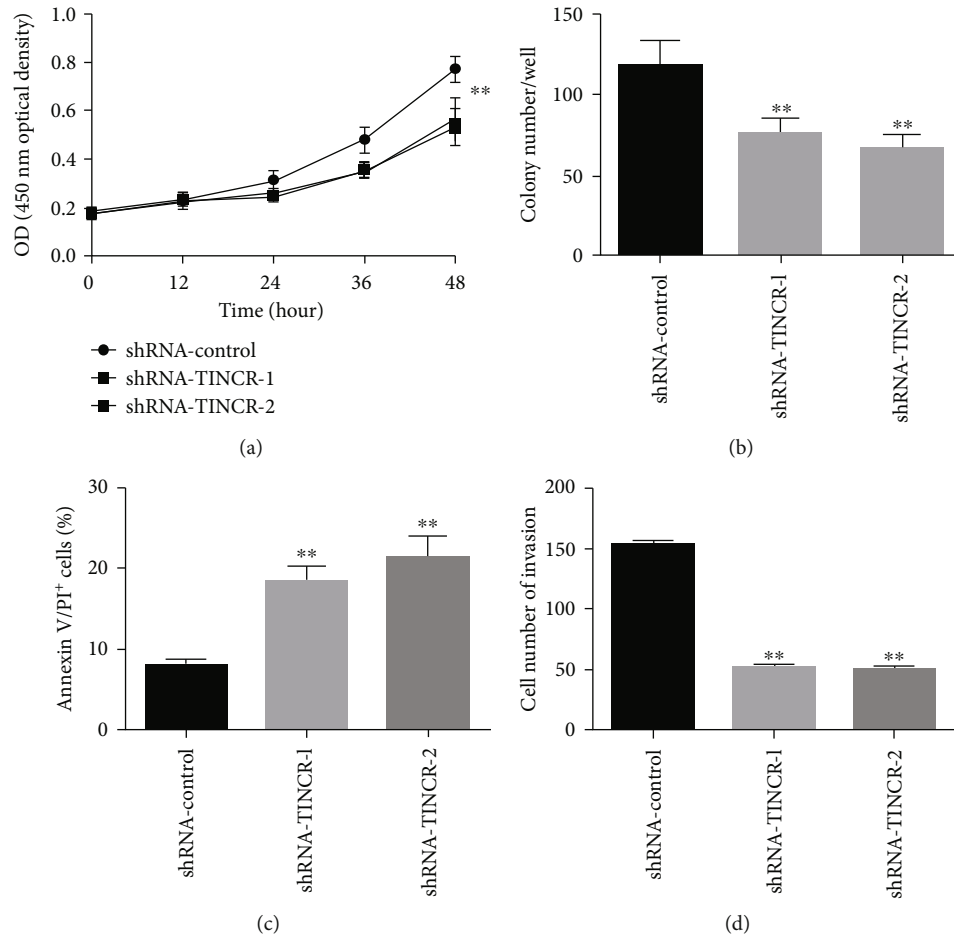 OD (450 nm optical density)
1.0
0.8
0.6
0.4
0.2
0.0
0 12 24 36 48
Time (hour)
**
shRNA-control
shRNA-TINCR-1
shRNA-TINCR-2
(a)
Colony number/well
150
100
50
0
**
**
shRNA-control
shRNA-TINCR-1
shRNA-TINCR-2
(b)
Annexin V/PI⁺ cells (%)
30
20
10
0
**
**
shRNA-control
shRNA-TINCR-1
shRNA-TINCR-2
(c)
Cell number of invasion
200
150
100
50
0
**
**
shRNA-control
shRNA-TINCR-1
shRNA-TINCR-2
(d)